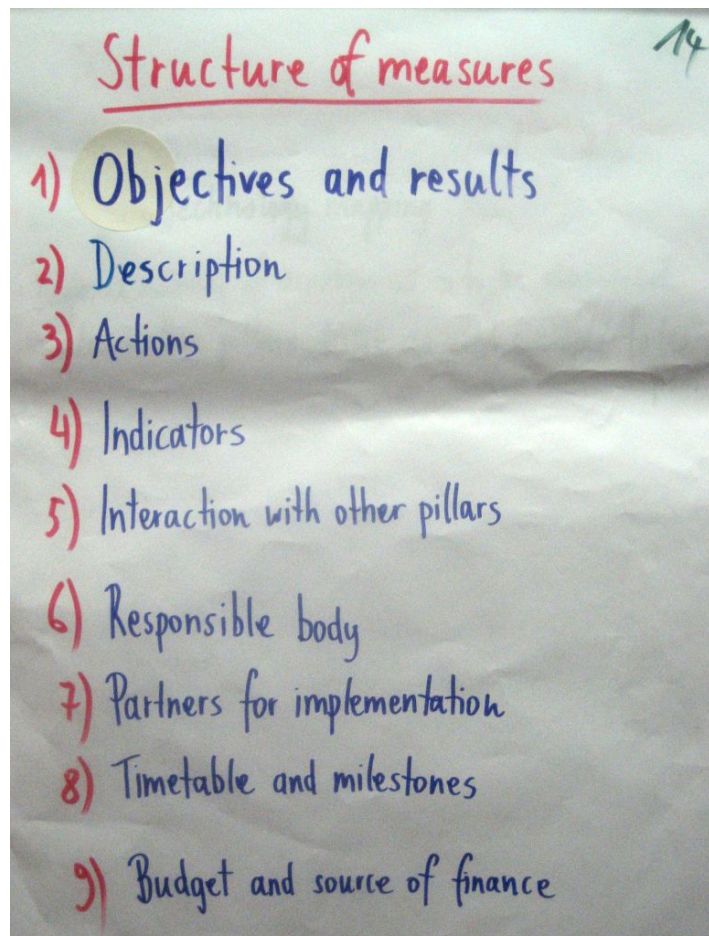 14
Structure of measures
1) Objectives and results
2) Description
3) Actions
4) Indicators
5) Interaction with other pillars
6) Responsible body
7) Partners for implementation
8) Timetable and milestones
9) Budget and source of finance